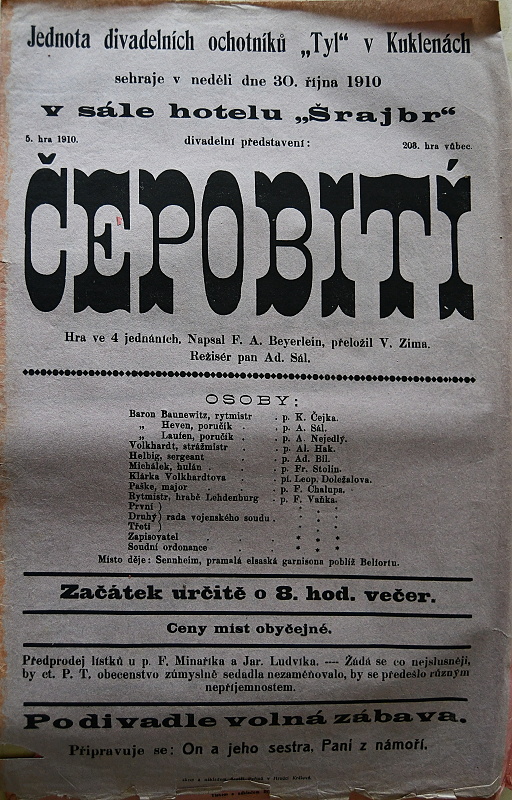 Jednota divadelních ochotníků „Tyl“ v Kuklenách
sehraje v neděli dne 30. října 1910
v sále hotelu „Šrajbr“
5. hra 1910. divadelní představení: 208. hra vůbec.
ČEPOBITÍ
Hra ve 4 jednáních. Napsal F. A. Beyerlein, přeložil V. Zima.
Režisér pan Ad. Sál.
OSOBY:
Baron Baunewitz, rytmistr . p. K. Čejka.
„ Heven, poručík . . p. A. Sál.
„ Laufen, poručík . . p. A. Nejedlý.
Volkhardt, strážmistr . . p. Al. Hak.
Helbig, sergeant . . p. Ad. Bíl.
Michálek, hulán . . . p. Fr. Stolín.
Klárka Volkhardtova . . pí. Leop. Doležalova.
Paške, major . . . p. F. Chalupa.
Rytmistr, hrabě Lehdenburg . p. F. Vaňka.
První
Druhý rada vojenského soudu . * * *
Třetí
Zapisovatel . . . * * *
Soudní ordonance . . * * *
Místo děje: Sennheim, pramalá elsaská garnisona poblíž Belfortu.
Začátek určitě o 8. hod. večer.
Ceny míst obyčejné.
Předprodej lístků u p. F. Minaříka a Jar. Ludvíka. — Žádá se co nejslušněji,
by ct. P. T. obecenstvo zúmyslně sedadla nezaměňovalo, by se předešlo různým
nepříjemnostem.
Po divadle volná zábava.
Připravuje se: On a jeho sestra, Paní z námoří.